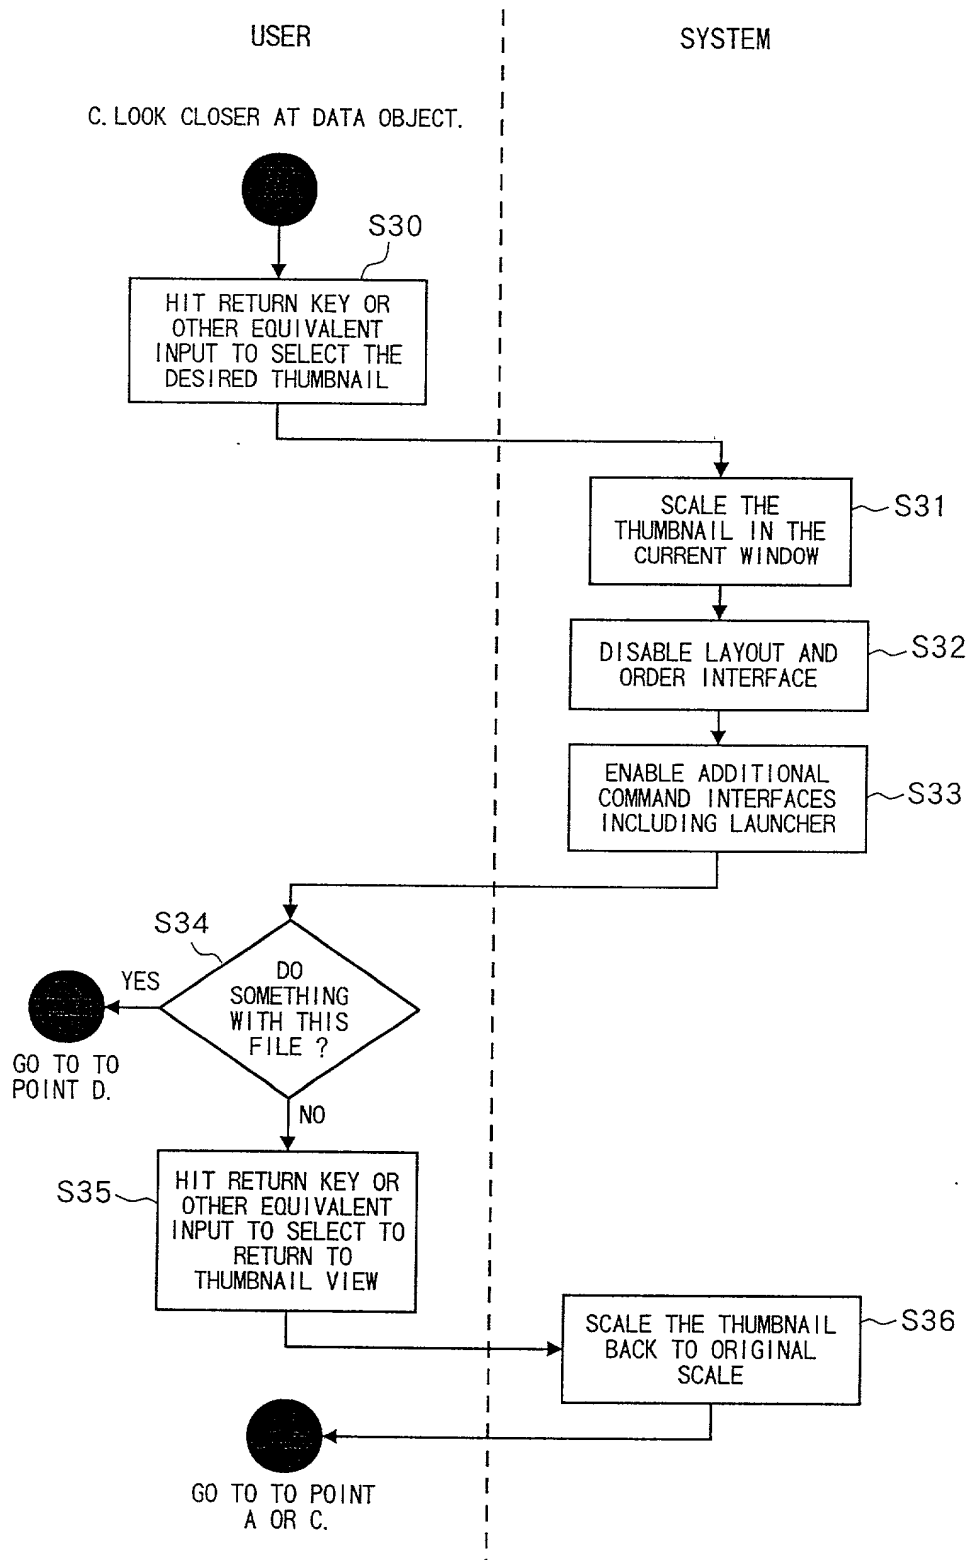 USER
SYSTEM
C. LOOK CLOSER AT DATA OBJECT.
S30
HIT RETURN KEY OR
OTHER EQUIVALENT
INPUT TO SELECT THE
DESIRED THUMBNAIL
SCALE THE
THUMBNAIL IN THE
CURRENT WINDOW
S31
DISABLE LAYOUT AND
ORDER INTERFACE
S32
ENABLE ADDITIONAL
COMMAND INTERFACES
INCLUDING LAUNCHER
S33
S34
DO
SOMETHING
WITH THIS
FILE ?
YES
GO TO TO
POINT D.
NO
S35
HIT RETURN KEY OR
OTHER EQUIVALENT
INPUT TO SELECT TO
RETURN TO
THUMBNAIL VIEW
SCALE THE THUMBNAIL
BACK TO ORIGINAL
SCALE
S36
GO TO TO POINT
A OR C.